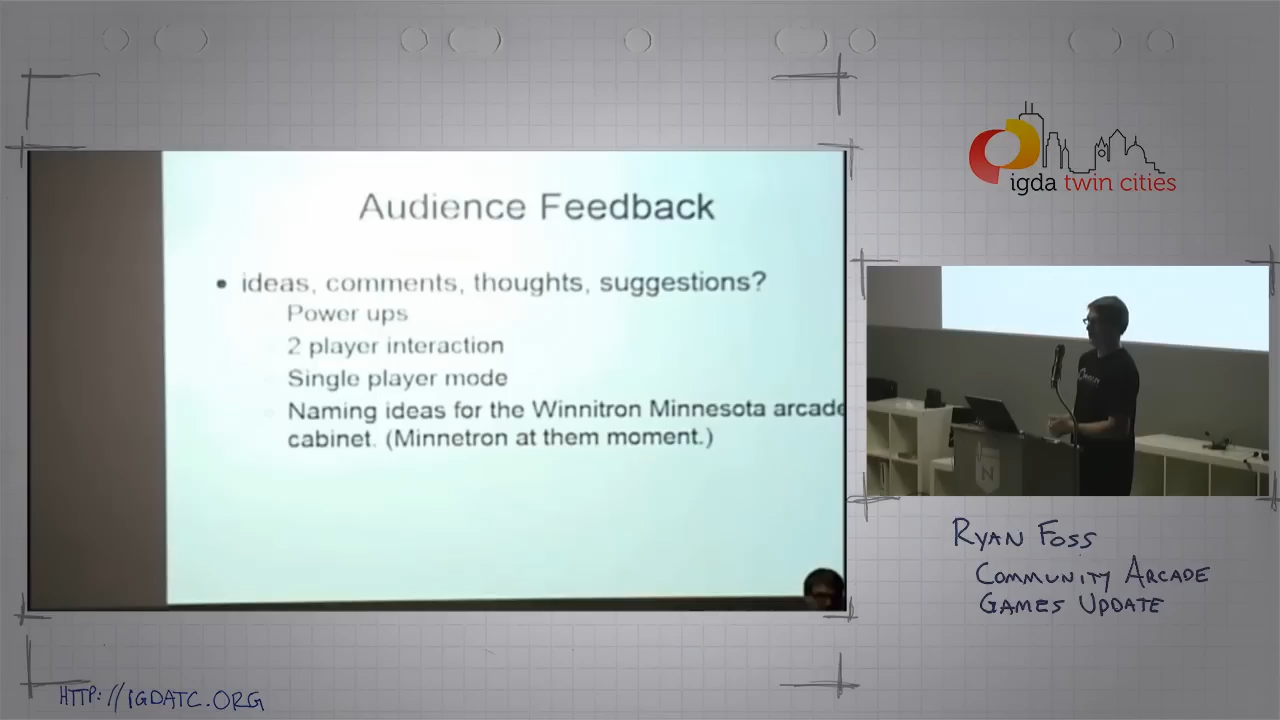 igda twin cities
Audience Feedback
• ideas, comments, thoughts, suggestions?
Power ups
2 player interaction
Single player mode
Naming ideas for the Winnitron Minnesota arcade
cabinet. (Minnetron at them moment.)
N
RYAN FOSS
COMMUNITY ARCADE
GAMES UPDATE
HTTP://IGDATC.ORG